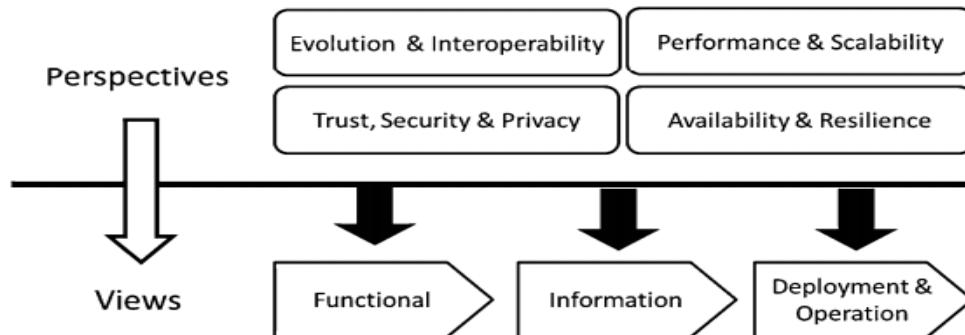 Evolution & Interoperability
Performance & Scalability
Perspectives
Trust, Security & Privacy
Availability & Resilience
Views
Functional
Information
Deployment &
Operation